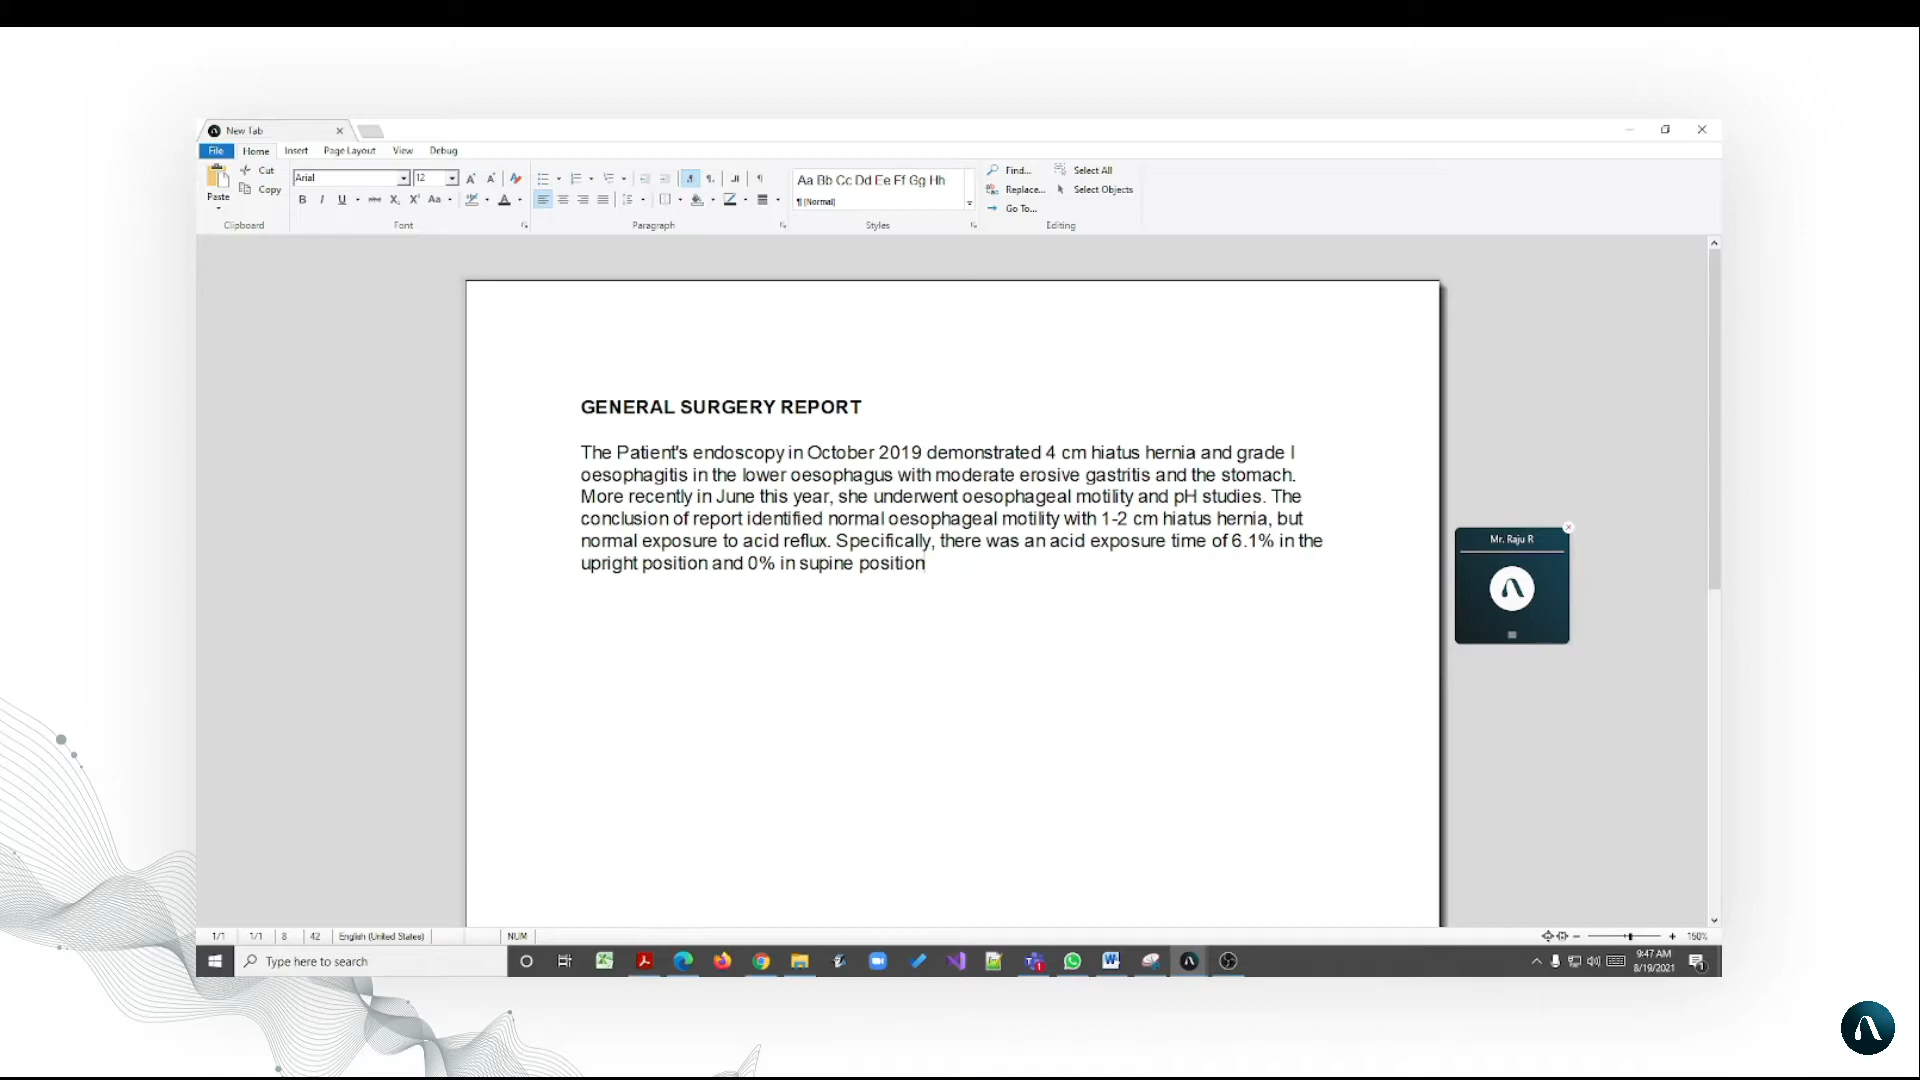 New Tab
File Home Insert Page Layout View Debug
Paste
Cut
Copy
Clipboard
Arial 12
B I U abc X, X² Aa A
Font
Paragraph
Aa Bb Cc Dd Ee Ff Gg Hh
¶ (Normal)
Styles
Find...
Replace...
Go To...
Select All
Select Objects
Editing
GENERAL SURGERY REPORT
The Patient's endoscopy in October 2019 demonstrated 4 cm hiatus hernia and grade I
oesophagitis in the lower oesophagus with moderate erosive gastritis and the stomach.
More recently in June this year, she underwent oesophageal motility and pH studies. The
conclusion of report identified normal oesophageal motility with 1-2 cm hiatus hernia, but
normal exposure to acid reflux. Specifically, there was an acid exposure time of 6.1% in the
upright position and 0% in supine position
Mr. Raju R
1/1 1/1 8 42 English (United States) NUM 150%
Type here to search
9:47 AM
8/19/2021